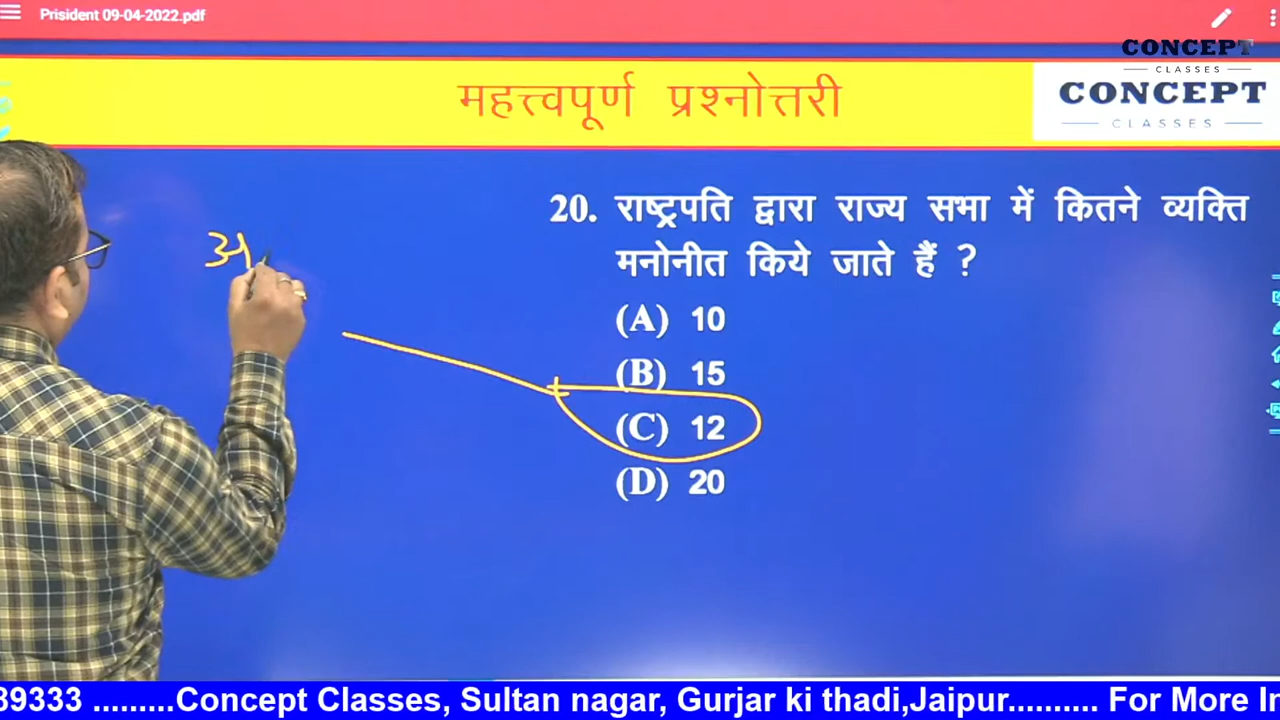 Prisident 09-04-2022.pdf
CONCEPT
CLASSES
महत्त्वपूर्ण प्रश्नोत्तरी
CONCEPT
CLASSES
अ
20. राष्ट्रपति द्वारा राज्य सभा में कितने व्यक्ति
मनोनीत किये जाते हैं ?
(A) 10
(B) 15
(C) 12
(D) 20
39333 .........Concept Classes, Sultan nagar, Gurjar ki thadi,Jaipur.......... For More